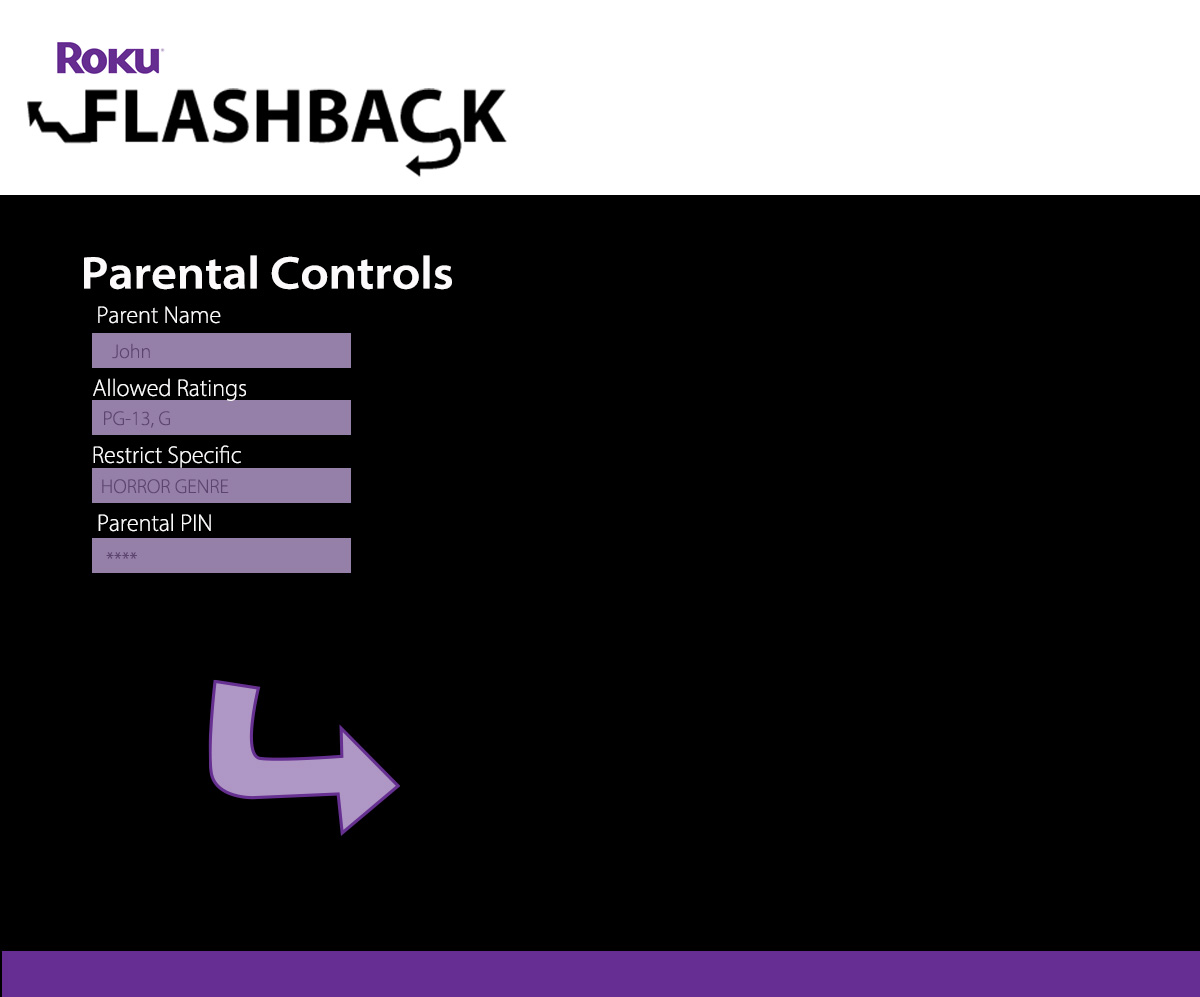 ROKU
FLASHBACK
Parental Controls
Parent Name
John
Allowed Ratings
PG-13, G
Restrict Specific
HORROR GENRE
Parental PIN
****